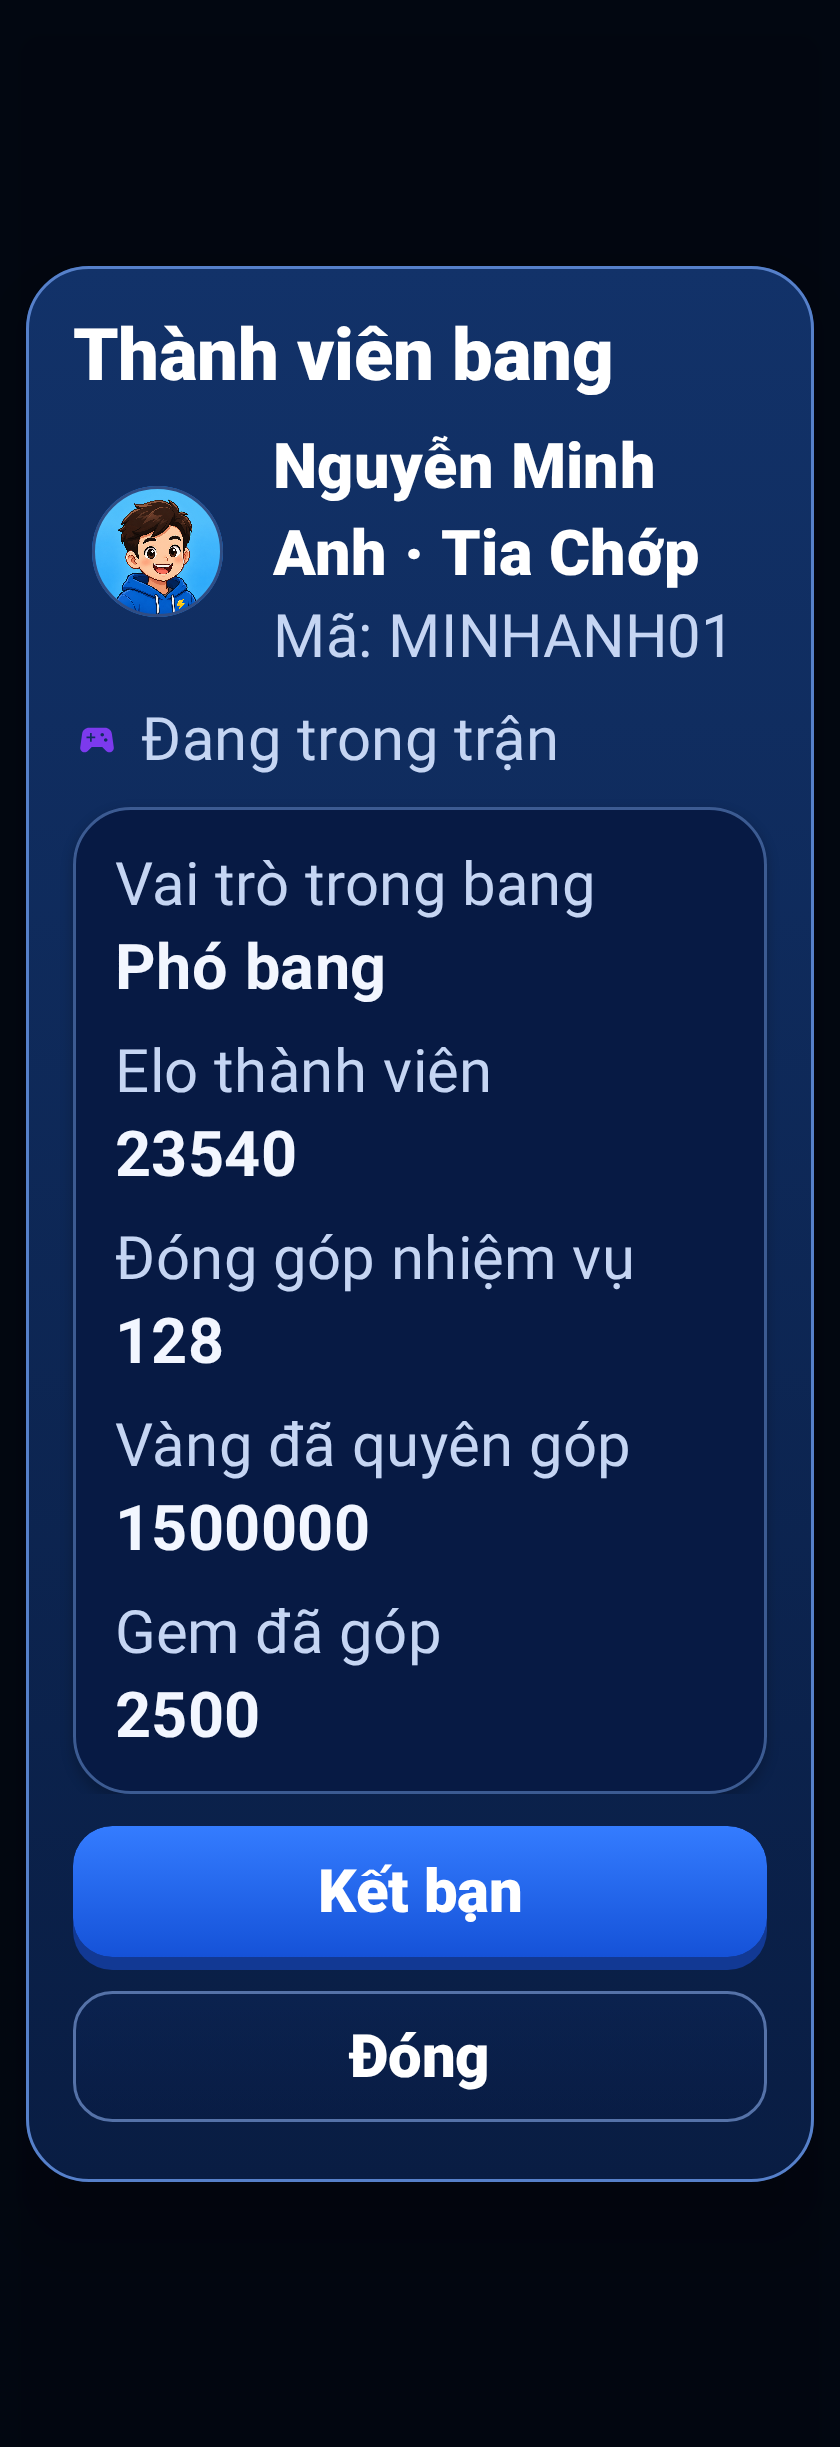 Thành viên bang
Nguyễn Minh
Anh · Tia Chớp
Mã: MINHANH01
Đang trong trận
Vai trò trong bang
Phó bang
Elo thành viên
23540
Đóng góp nhiệm vụ
128
Vàng đã quyên góp
1500000
Gem đã góp
2500
Kết bạn
Đóng